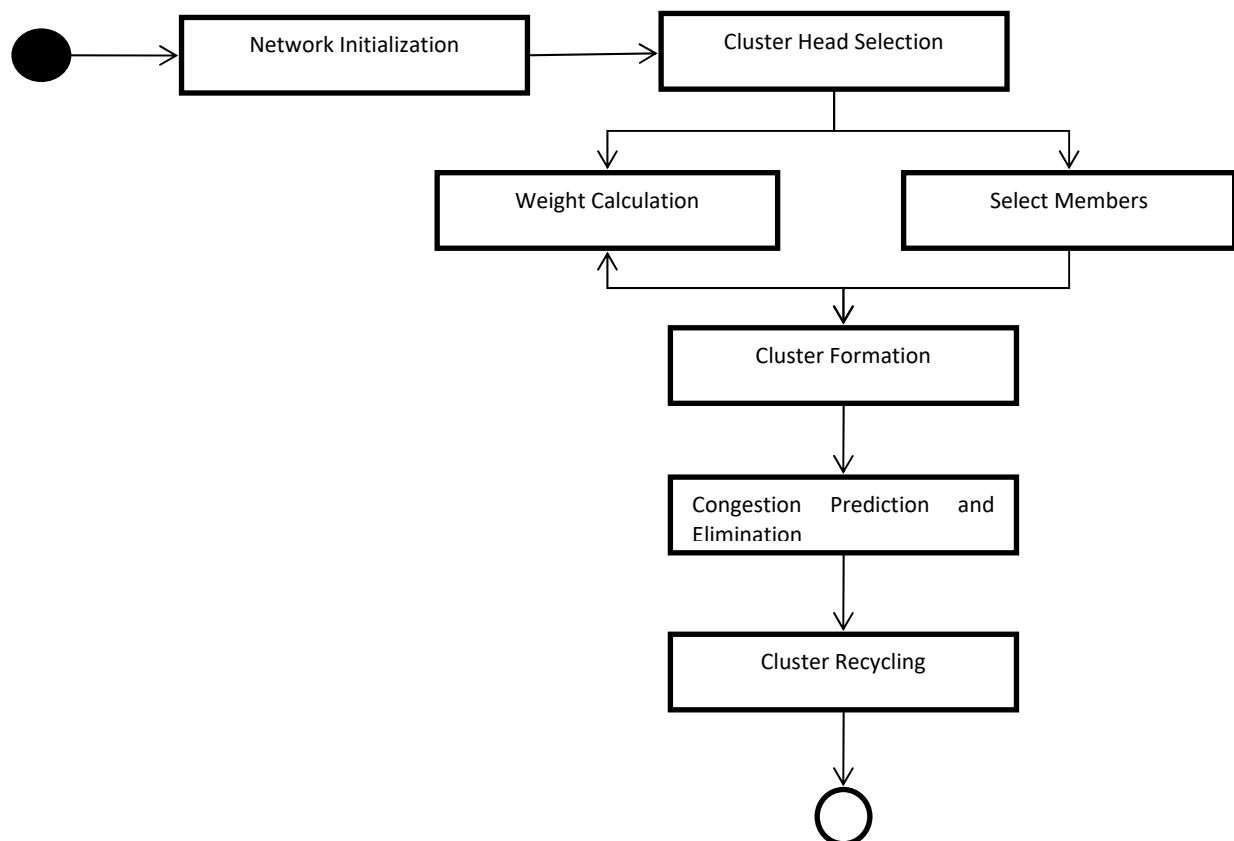 Network Initialization
Cluster Head Selection
Weight Calculation
Select Members
Cluster Formation
Congestion Prediction and
Elimination
Cluster Recycling